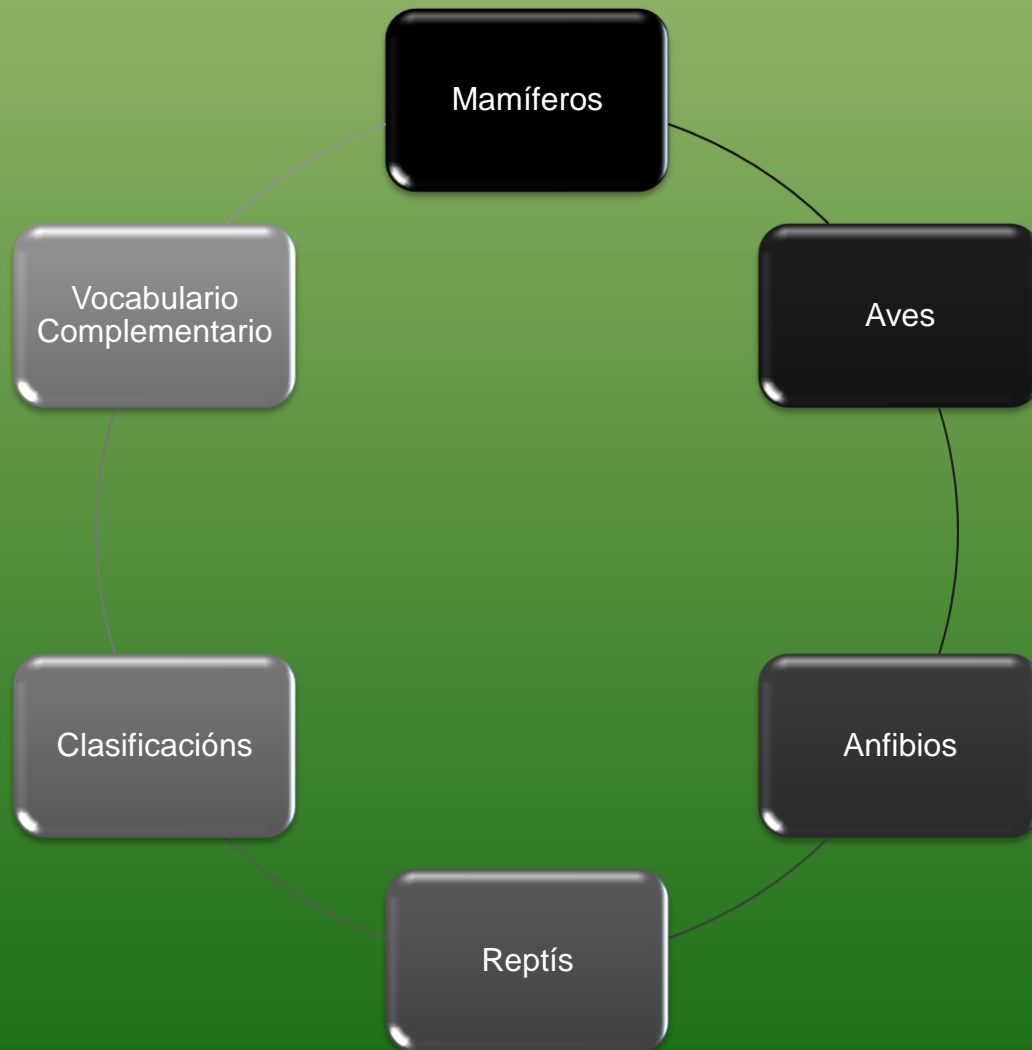 Mamíferos
Aves
Anfibios
Reptís
Clasificacións
Vocabulario
Complementario